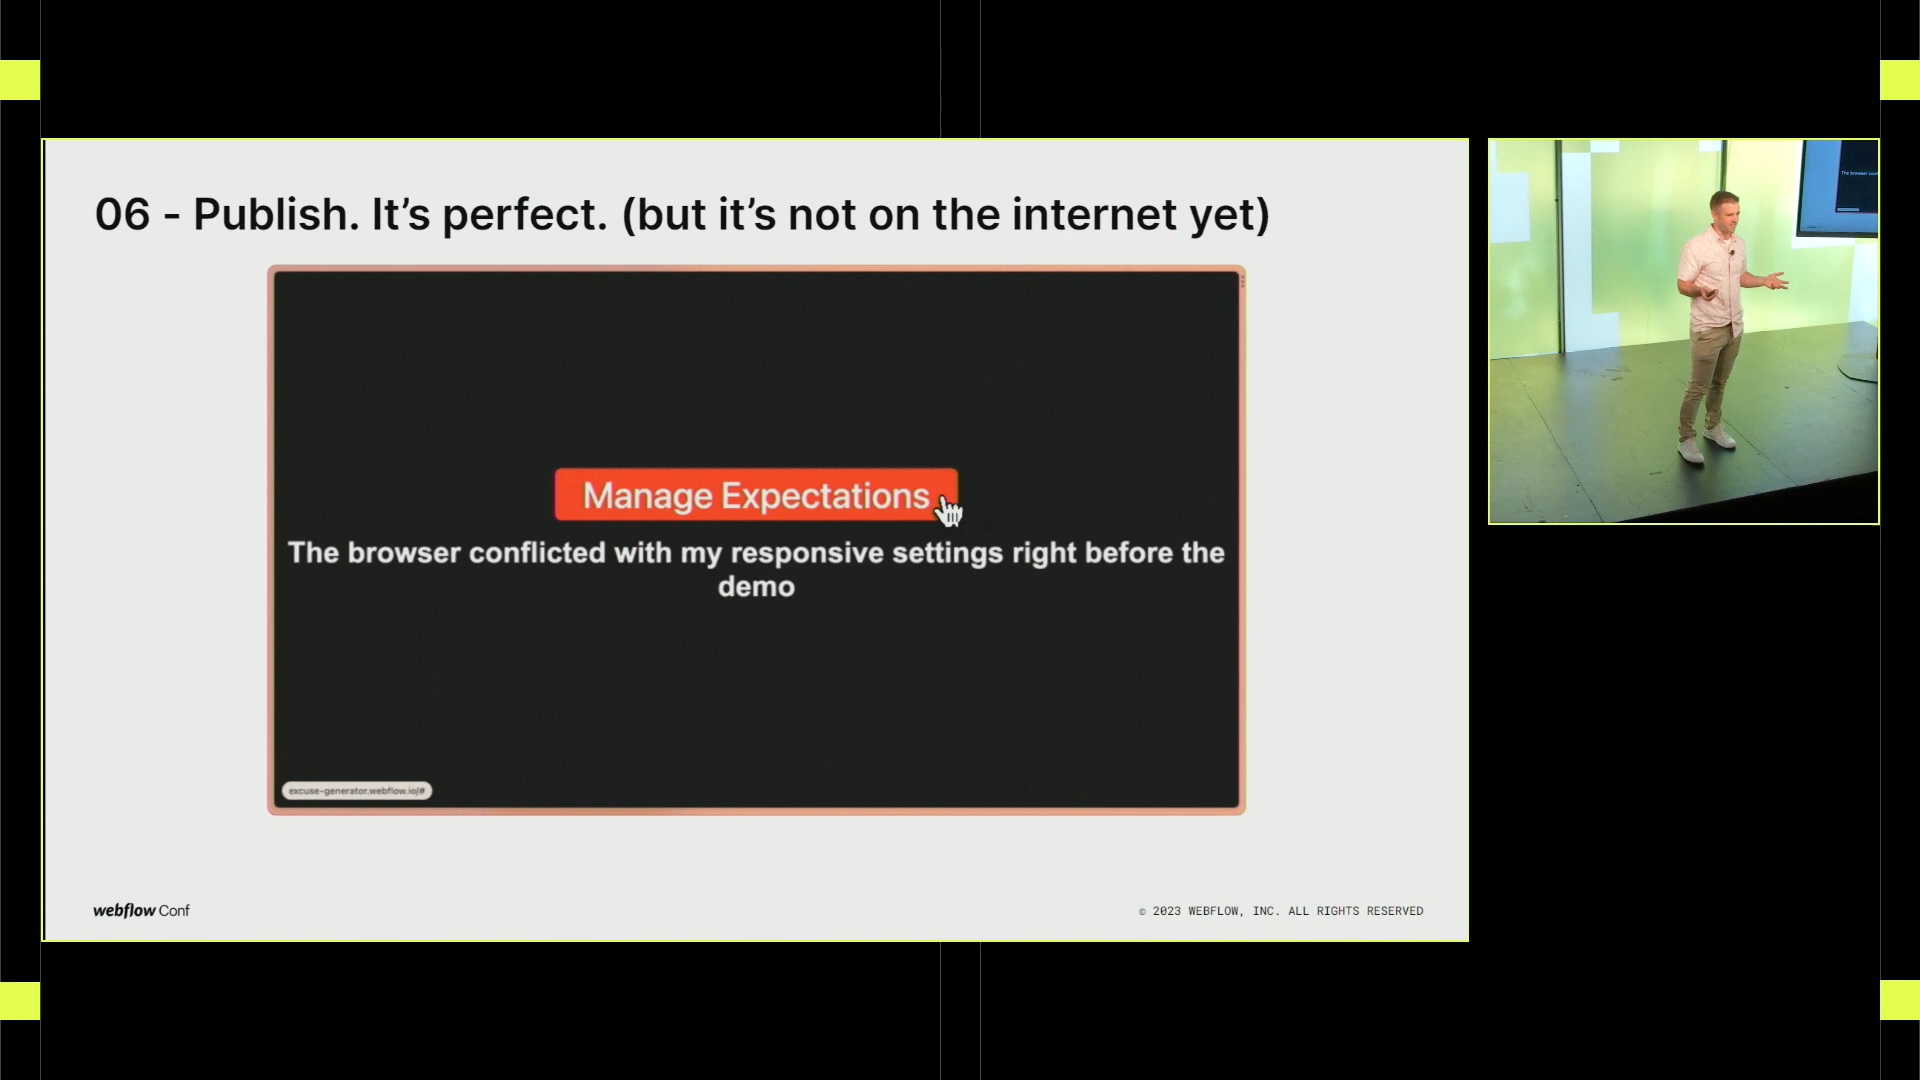 06 - Publish. It’s perfect. (but it’s not on the internet yet)
Manage Expectations
The browser conflicted with my responsive settings right before the
demo
excuse-generator.webflow.io/#
webflow Conf
© 2023 WEBFLOW, INC. ALL RIGHTS RESERVED